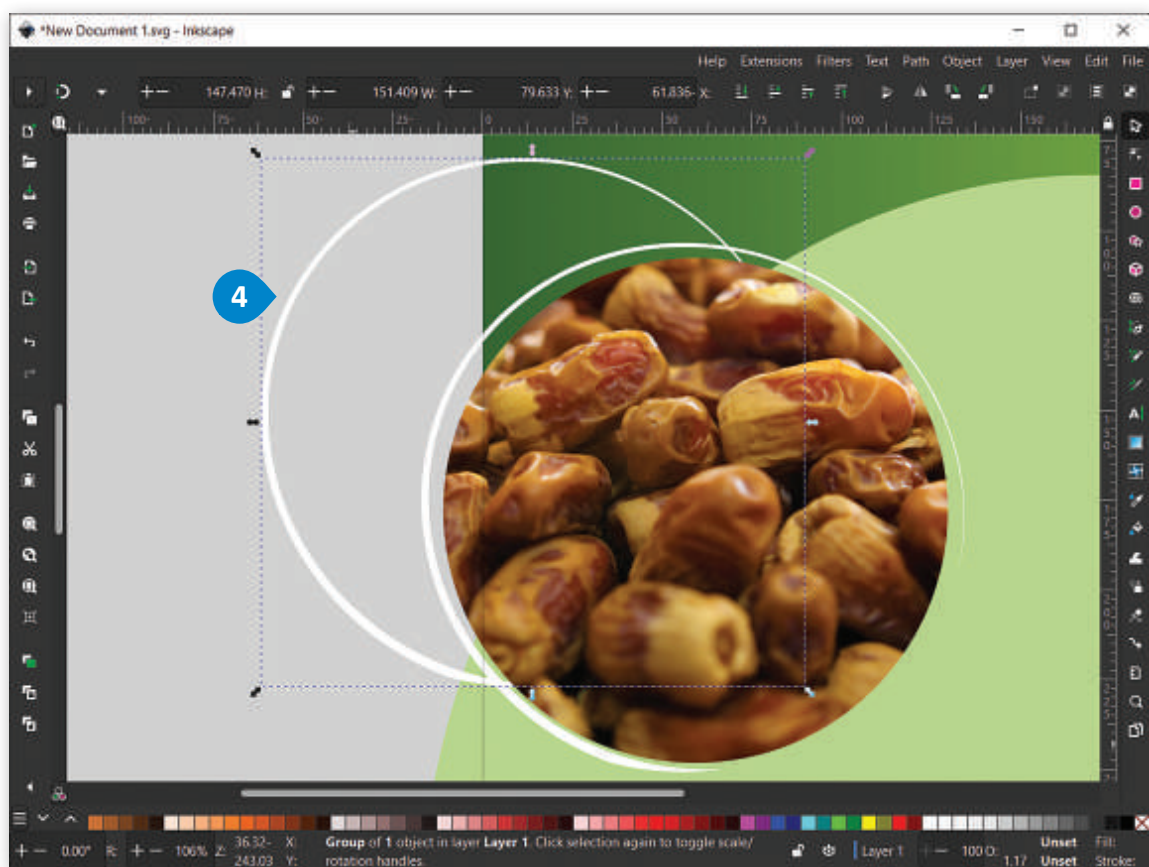 *New Document 1.svg - Inkscape
Help Extensions Filters Text Path Object Layer View Edit File
147.470 H: 151.409 W: 79.633 Y: 61.836- X:
100- 75- 50- 25- 0 25 50 75 100 125 150
4
0.00° R: 106% Z: 36.32- X: Group of 1 object in layer Layer 1. Click selection again to toggle scale/ Layer 1 100 O: Unset Fill:
243.03 Y: rotation handles. 1.17 Unset Stroke: